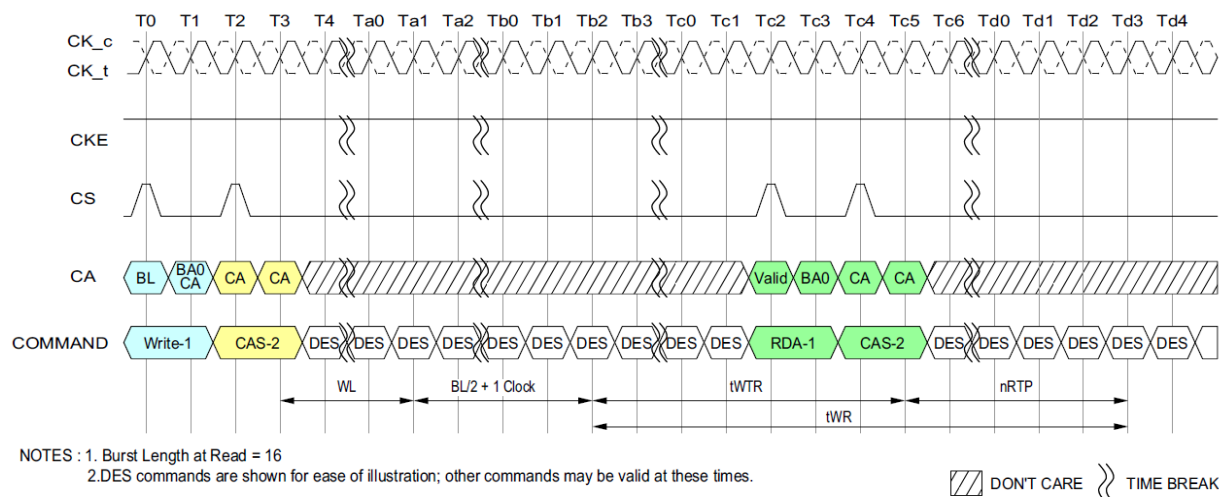 T0 T1 T2 T3 T4 Ta0 Ta1 Ta2 Tb0 Tb1 Tb2 Tb3 Tc0 Tc1 Tc2 Tc3 Tc4 Tc5 Tc6 Td0 Td1 Td2 Td3 Td4
CK_c
CK_t
CKE
CS
CA BL BA0 CA CA CA Valid BA0 CA CA
COMMAND Write-1 CAS-2 DES DES DES DES DES DES DES DES DES DES RDA-1 CAS-2 DES DES DES DES DES DES
WL BL/2 + 1 Clock tWTR nRTP
tWR
NOTES : 1. Burst Length at Read = 16
2.DES commands are shown for ease of illustration; other commands may be valid at these times.
DON'T CARE TIME BREAK